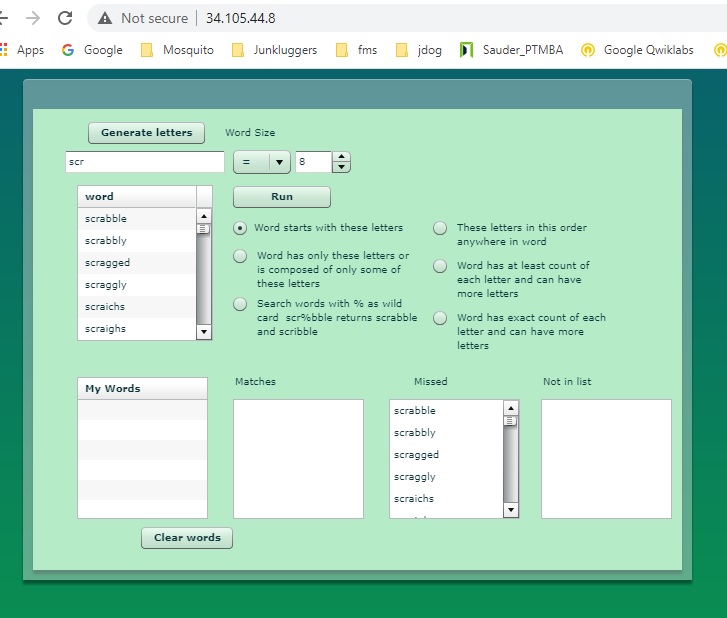 Not secure 34.105.44.8
Apps Google Mosquito Junkluggers fms jdog Sauder_PTMBA Google Qwiklabs
Generate letters Word Size
scr = 8
word Run
scrabble
scrabbly
scragged
scraggly
scraichs
scraighs
Word starts with these letters
Word has only these letters or
is composed of only some of
these letters
Search words with % as wild
card scr%bble returns scrabble
and scribble
These letters in this order
anywhere in word
Word has at least count of
each letter and can have
more letters
Word has exact count of each
letter and can have more
letters
My Words
Matches
Missed
scrabble
scrabbly
scragged
scraggly
scraichs
Not in list
Clear words